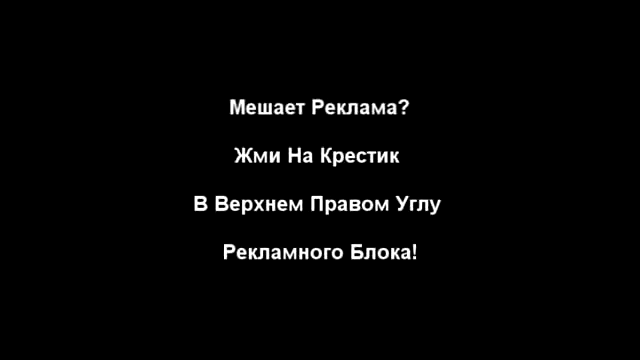 Мешает Реклама?
Жми На Крестик
В Верхнем Правом Углу
Рекламного Блока!